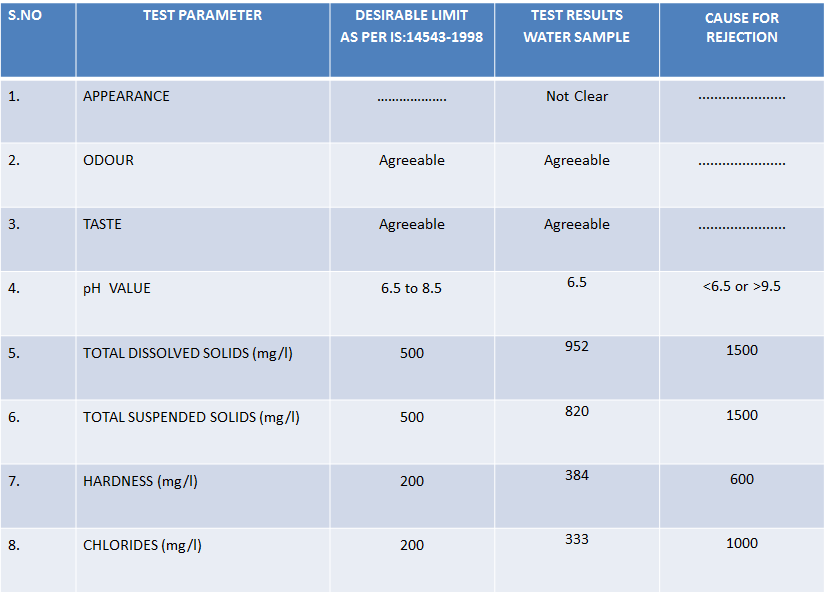 S.NO TEST PARAMETER DESIRABLE LIMIT TEST RESULTS CAUSE FOR
AS PER IS:14543-1998 WATER SAMPLE REJECTION
1. APPEARANCE .................. Not Clear ......................
2. ODOUR Agreeable Agreeable ......................
3. TASTE Agreeable Agreeable ......................
4. pH VALUE 6.5 to 8.5 6.5 <6.5 or >9.5
5. TOTAL DISSOLVED SOLIDS (mg/l) 500 952 1500
6. TOTAL SUSPENDED SOLIDS (mg/l) 500 820 1500
7. HARDNESS (mg/l) 200 384 600
8. CHLORIDES (mg/l) 200 333 1000